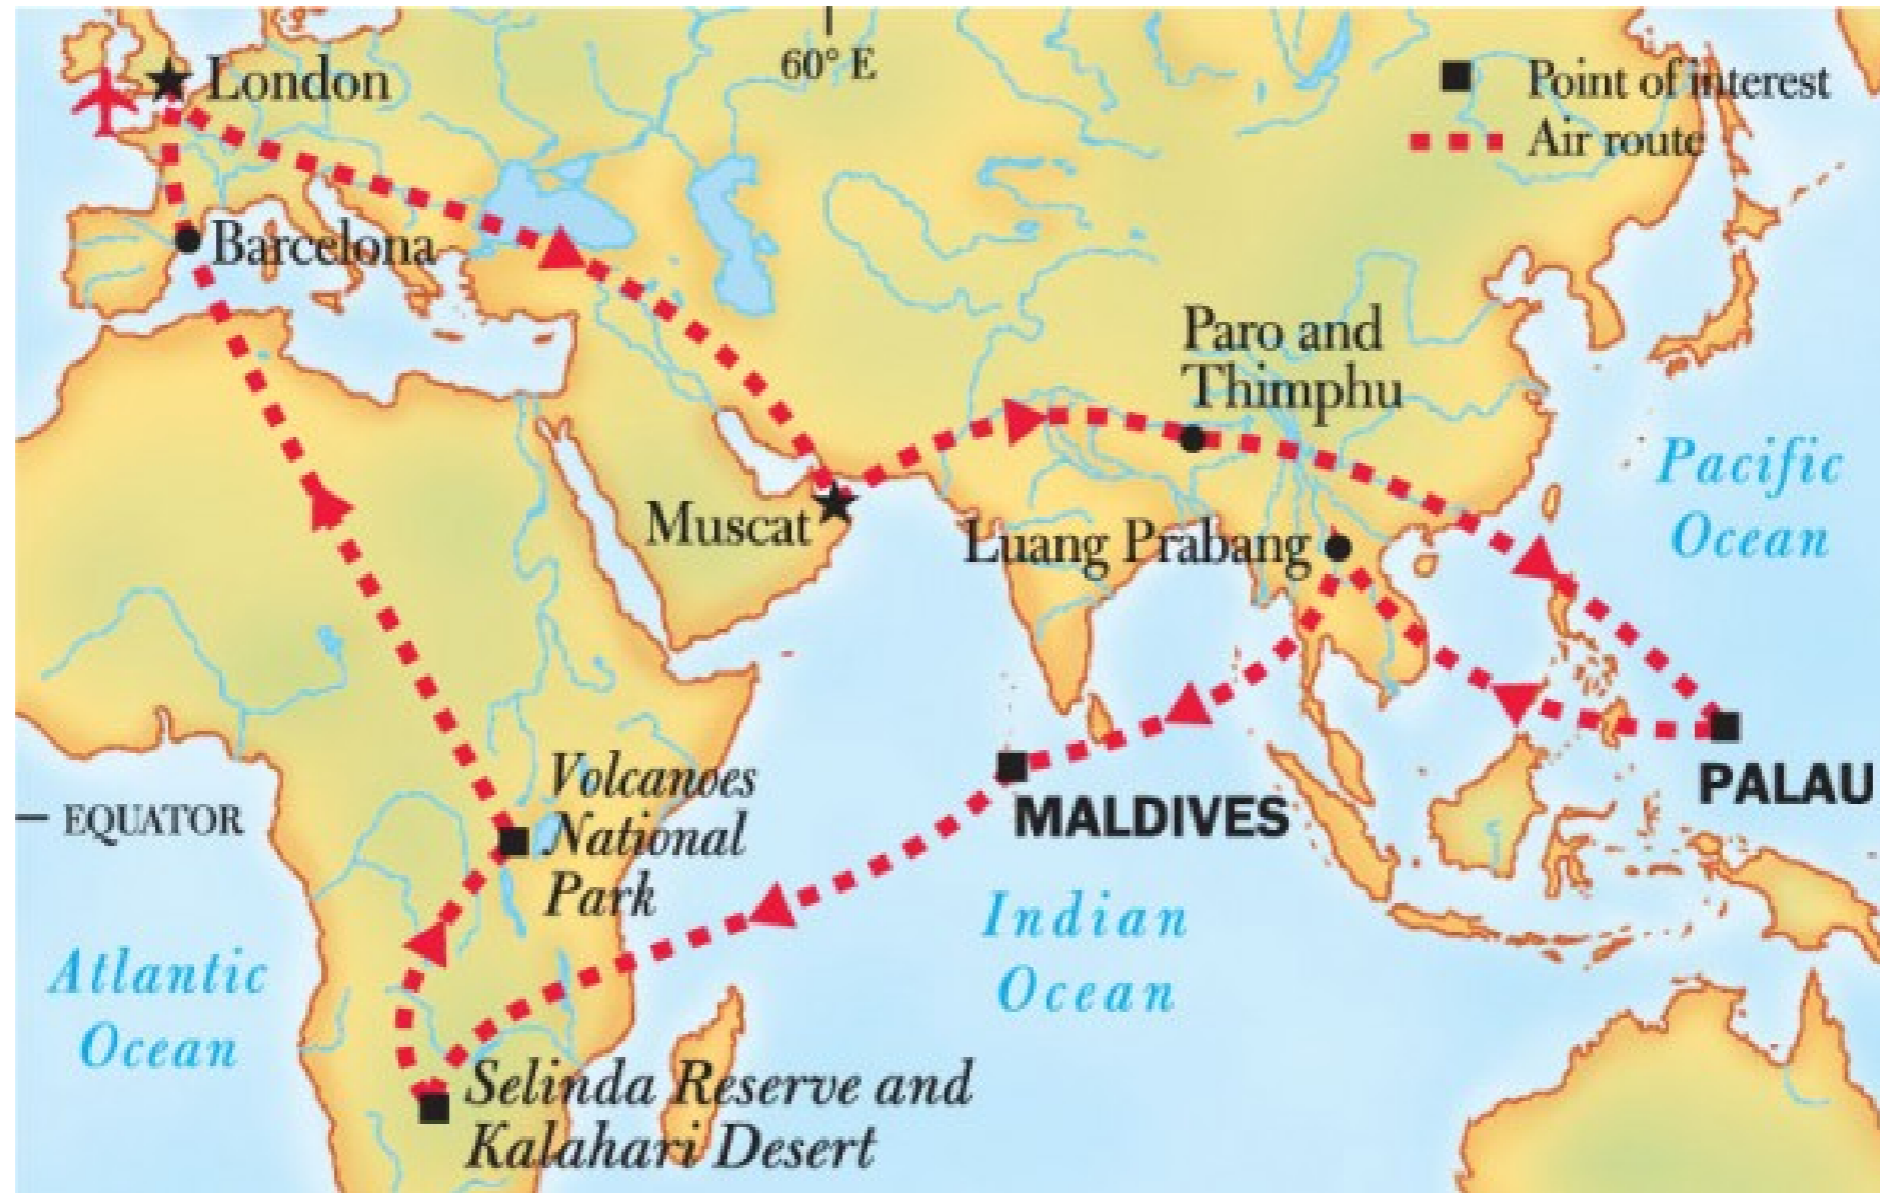 60° E
London
Point of interest
Air route
Barcelona
Paro and
Thimphu
Pacific
Ocean
Muscat
Luang Prabang
PALAU
MALDIVES
Volcanoes
National
Park
EQUATOR
Indian
Ocean
Atlantic
Ocean
Selinda Reserve and
Kalahari Desert